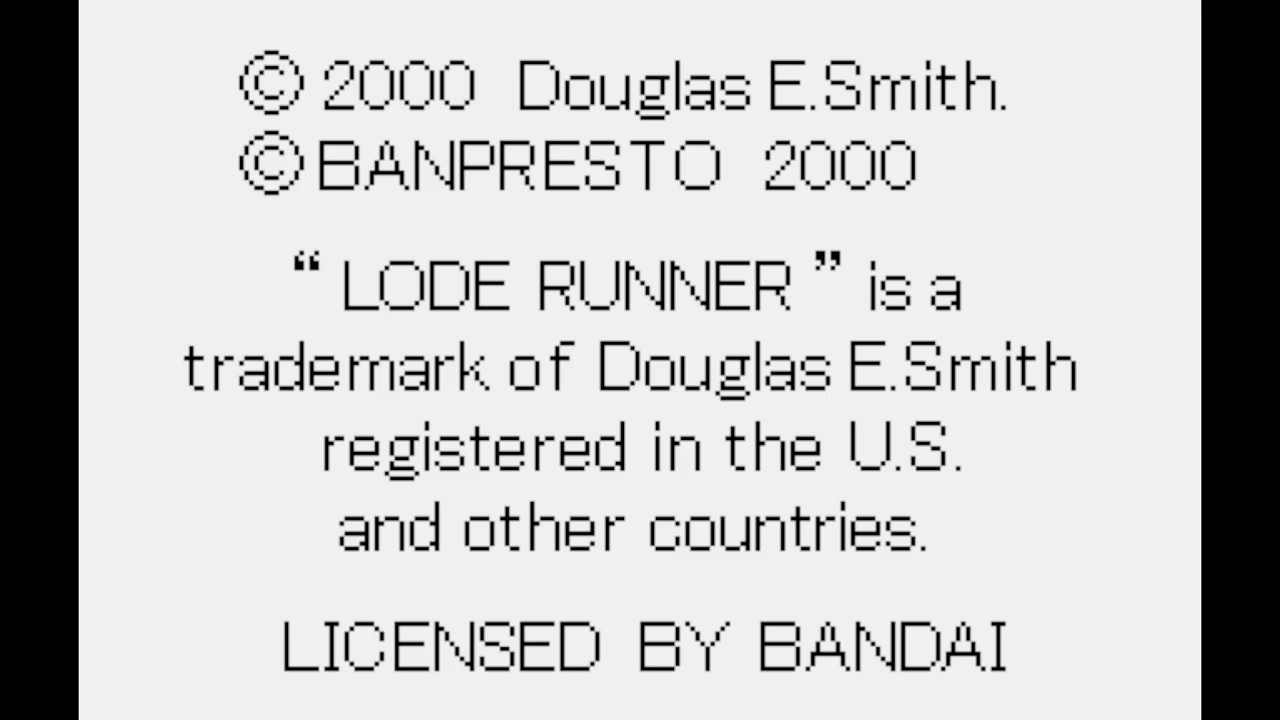 © 2000 Douglas E.Smith.
©BANPRESTO 2000
“ LODE RUNNER ” is a
trademark of Douglas E.Smith
registered in the U.S.
and other countries.
LICENSED BY BANDAI